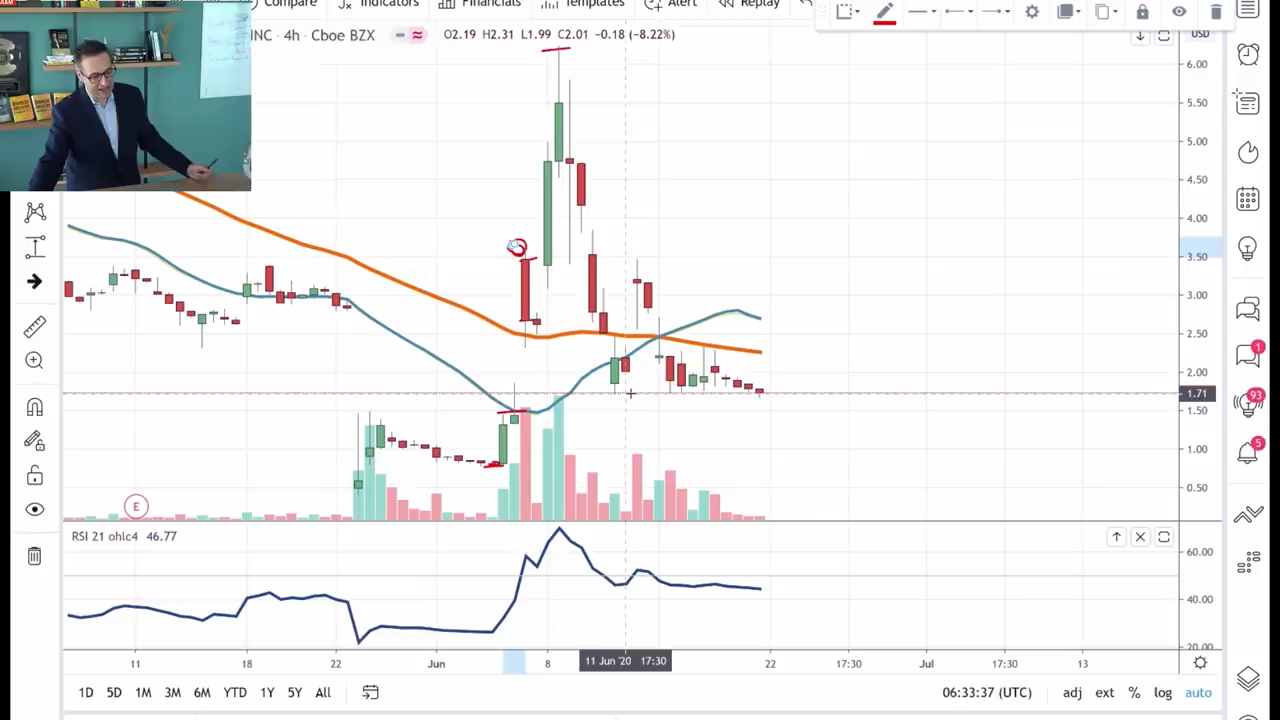 Compare
Indicators
Financials
Templates
Alert
Replay
INC · 4h · Cboe BZX
O2.19 H2.31 L1.99 C2.01 −0.18 (−8.22%)
USD
6.00
5.50
5.00
4.50
4.00
3.50
3.00
2.50
2.00
1.71
1.50
1.00
0.50
E
RSI 21 ohlc4 46.77
60.00
40.00
20.00
11
18
22
Jun
8
11 Jun '20 17:30
22
17:30
Jul
17:30
13
1D 5D 1M 3M 6M YTD 1Y 5Y All
06:33:37 (UTC)
adj ext % log auto
1
93
5